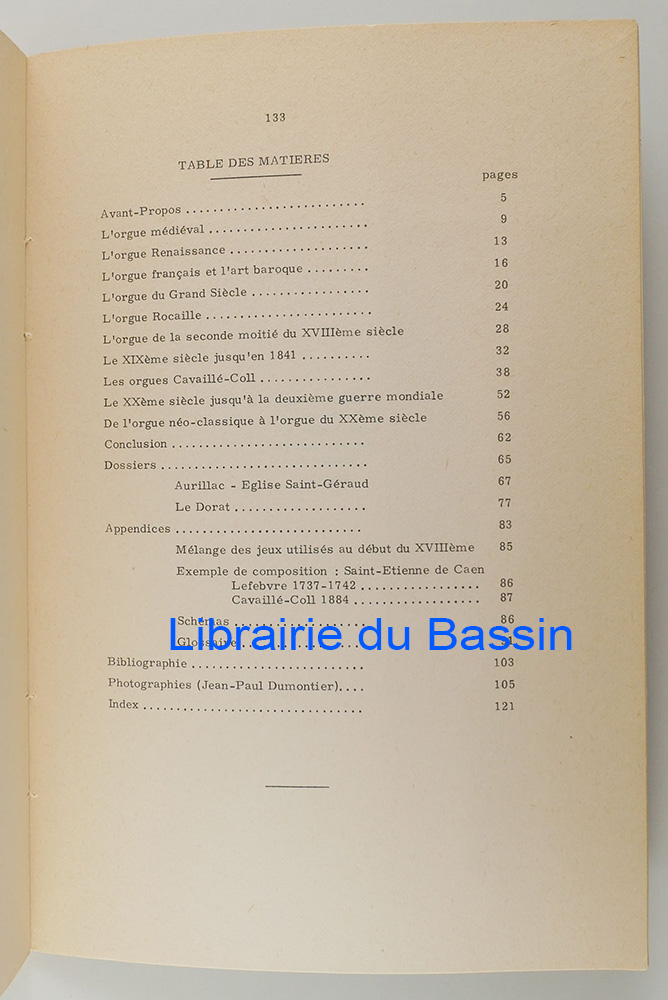 133
TABLE DES MATIERES
pages
Avant-Propos ........................... 5
L'orgue médiéval ........................ 9
L'orgue Renaissance ..................... 13
L'orgue français et l'art baroque ......... 16
L'orgue du Grand Siècle .................. 20
L'orgue Rocaille ......................... 24
L'orgue de la seconde moitié du XVIIIème siècle 28
Le XIXème siècle jusqu'en 1841 .......... 32
Les orgues Cavaillé-Coll ................. 38
Le XXème siècle jusqu'à la deuxième guerre mondiale 52
De l'orgue néo-classique à l'orgue du XXème siècle 56
Conclusion ............................. 62
Dossiers ............................... 65
Aurillac - Eglise Saint-Géraud 67
Le Dorat .................... 77
Appendices ............................ 83
Mélange des jeux utilisés au début du XVIIIème 85
Exemple de composition : Saint-Etienne de Caen
Lefebvre 1737-1742 .................. 86
Cavaillé-Coll 1884 ................... 87
Schémas .................... 86
Glossaire ...................
Librairie du Bassin
Bibliographie .......................... 103
Photographies (Jean-Paul Dumontier).... 105
Index ................................. 121